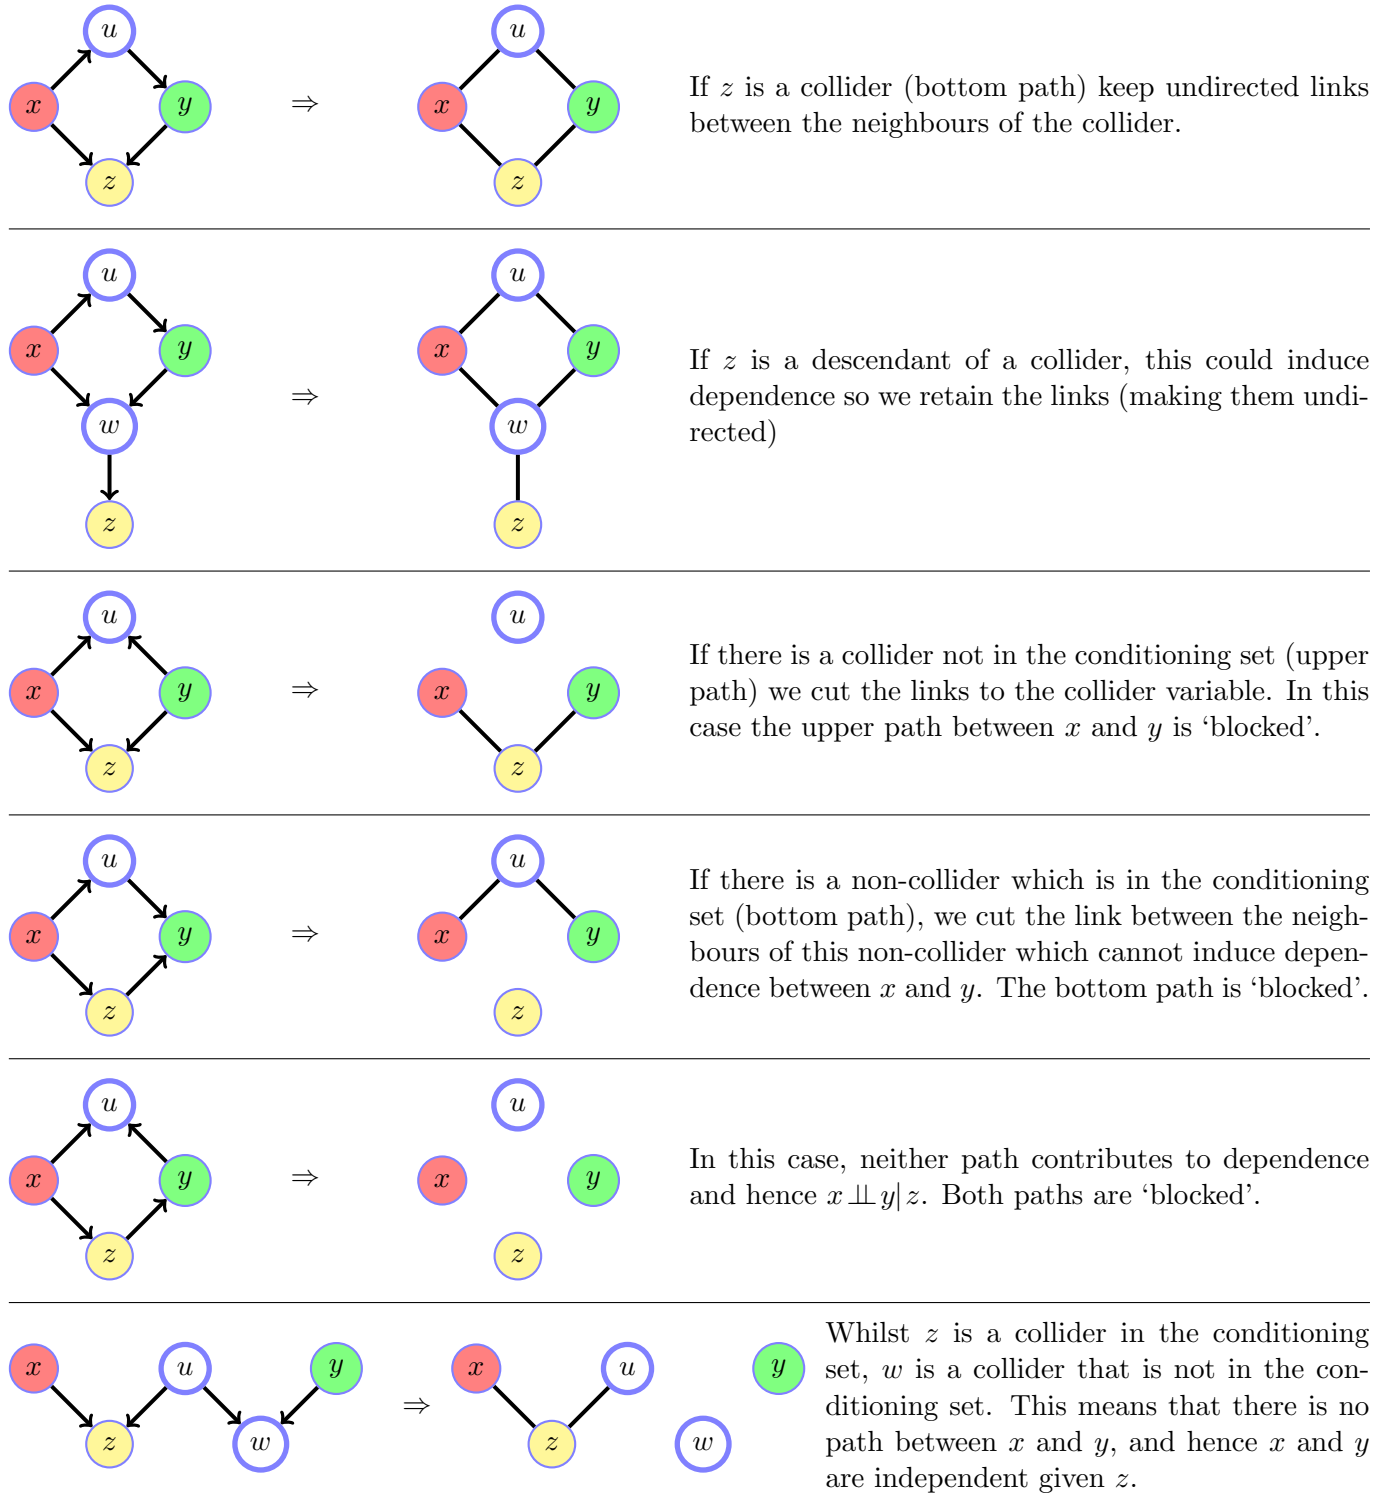 u
u
x
y
⇒
x
y
If z is a collider (bottom path) keep undirected links
between the neighbours of the collider.
z
z
u
u
x
y
x
y
If z is a descendant of a collider, this could induce
⇒
dependence so we retain the links (making them undi-
w
w
rected)
z
z
u
u
If there is a collider not in the conditioning set (upper
x
y
⇒
x
y
path) we cut the links to the collider variable. In this
case the upper path between x and y is ‘blocked’.
z
z
u
u
If there is a non-collider which is in the conditioning
x
y
⇒
x
y
set (bottom path), we cut the link between the neigh-
bours of this non-collider which cannot induce depen-
dence between x and y. The bottom path is ‘blocked’.
z
z
u
u
x
y
⇒
x
y
In this case, neither path contributes to dependence
and hence x ⫫ y| z. Both paths are ‘blocked’.
z
z
x
u
y
x
u
y
Whilst z is a collider in the conditioning
set, w is a collider that is not in the con-
⇒
ditioning set. This means that there is no
z
w
z
w
path between x and y, and hence x and y
are independent given z.